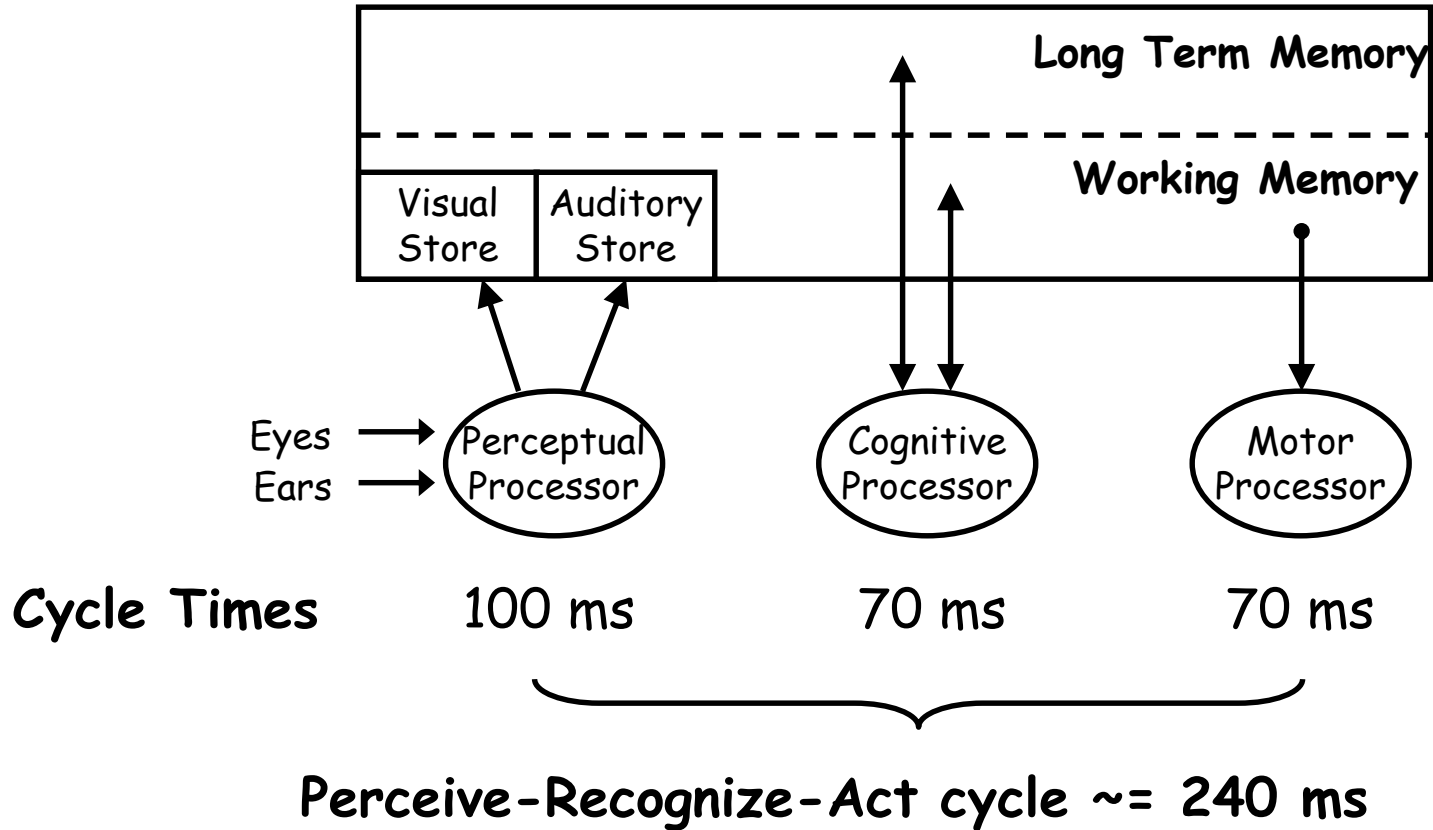 Long Term Memory
Working Memory
Visual
Store
Auditory
Store
Eyes
Ears
Perceptual
Processor
Cognitive
Processor
Motor
Processor
Cycle Times 100 ms 70 ms 70 ms
Perceive-Recognize-Act cycle ~= 240 ms